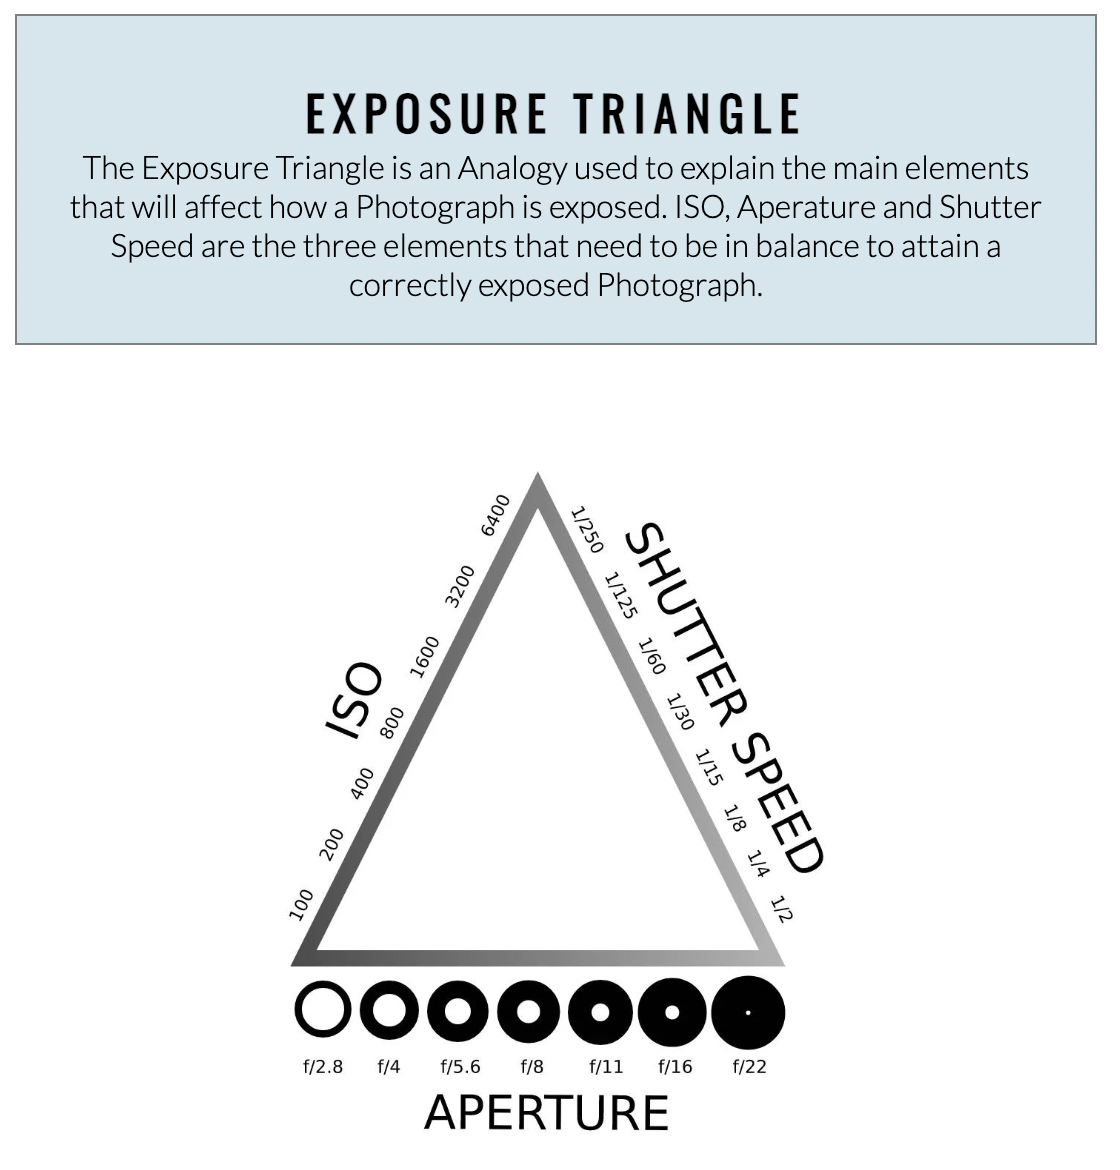 EXPOSURE TRIANGLE
The Exposure Triangle is an Analogy used to explain the main elements
that will affect how a Photograph is exposed. ISO, Aperature and Shutter
Speed are the three elements that need to be in balance to attain a
correctly exposed Photograph.
ISO
6400
3200
1600
800
400
200
100
SHUTTER SPEED
1/250
1/125
1/60
1/30
1/15
1/8
1/4
1/2
f/2.8 f/4 f/5.6 f/8 f/11 f/16 f/22
APERTURE